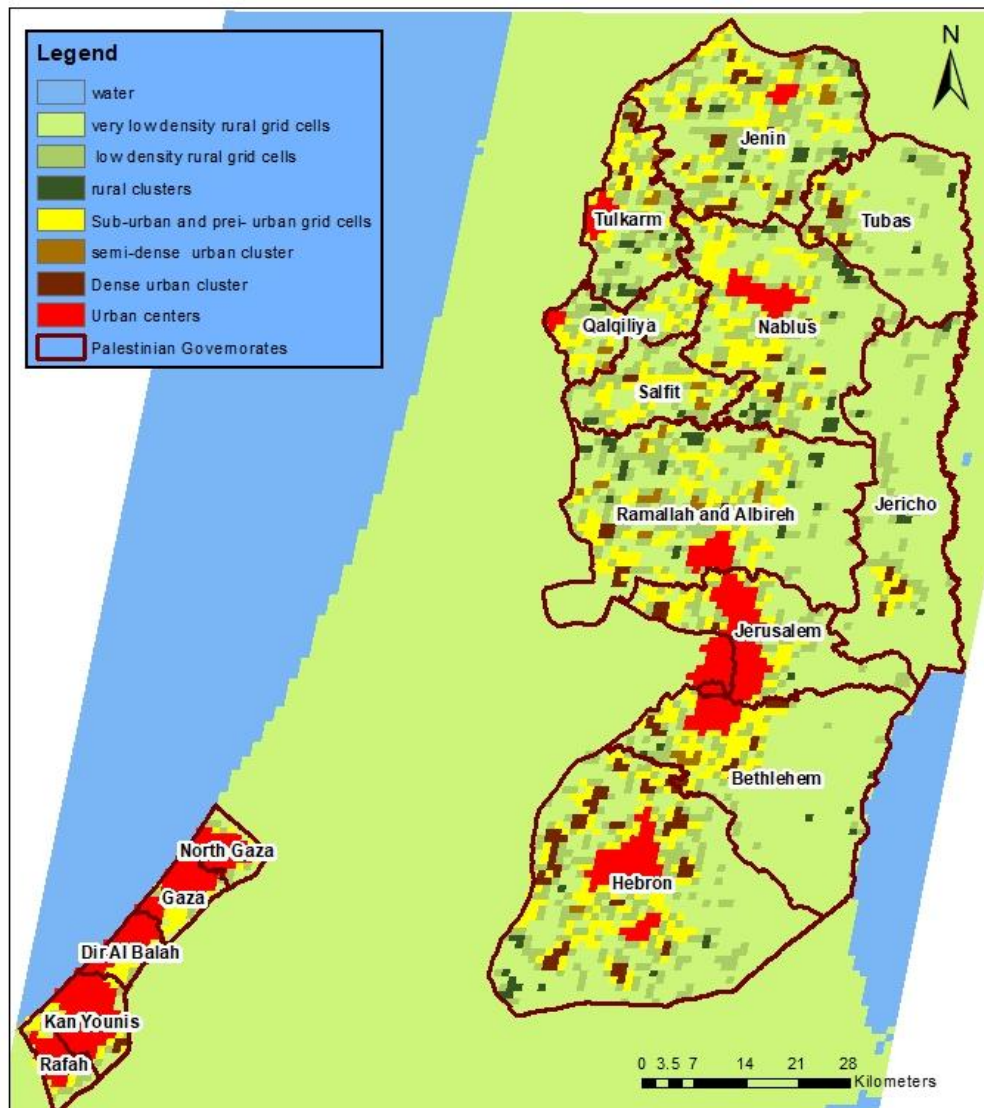 Legend
water
very low density rural grid cells
low density rural grid cells
rural clusters
Sub-urban and prei- urban grid cells
semi-dense urban cluster
Dense urban cluster
Urban centers
Palestinian Governorates
N
Jenin
Tubas
Tulkarm
Qalqiliya
Nablus
Salfit
Ramallah and Albireh
Jericho
Jerusalem
Bethlehem
Hebron
North Gaza
Gaza
Dir Al Balah
Kan Younis
Rafah
0 3.5 7 14 21 28
Kilometers